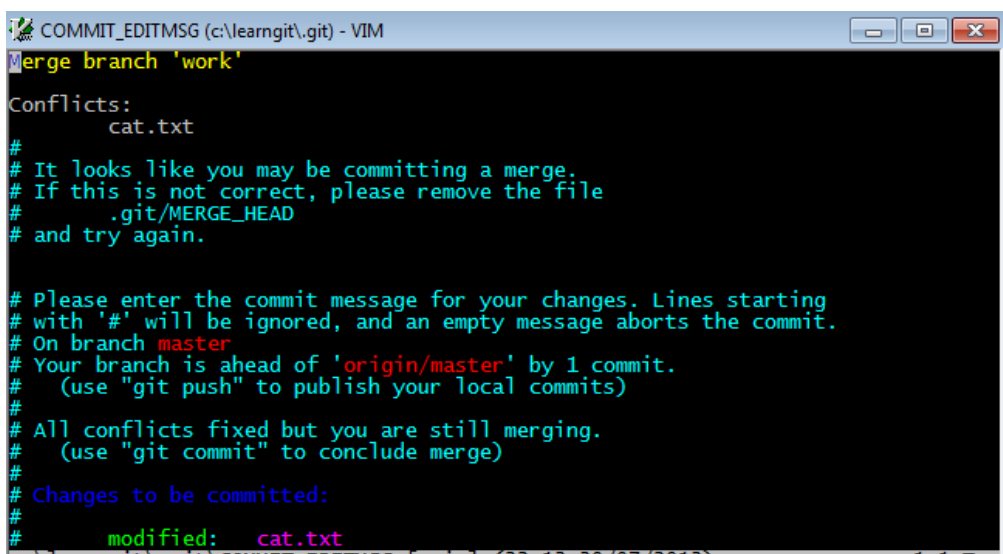 COMMIT_EDITMSG (c:\learngit\.git) - VIM
Merge branch 'work'
Conflicts:
cat.txt
#
# It looks like you may be committing a merge.
# If this is not correct, please remove the file
# .git/MERGE_HEAD
# and try again.
# Please enter the commit message for your changes. Lines starting
# with '#' will be ignored, and an empty message aborts the commit.
# On branch master
# Your branch is ahead of 'origin/master' by 1 commit.
# (use "git push" to publish your local commits)
#
# All conflicts fixed but you are still merging.
# (use "git commit" to conclude merge)
#
# Changes to be committed:
#
# modified: cat.txt